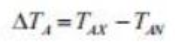 ΔT_A = T_AX − T_AN